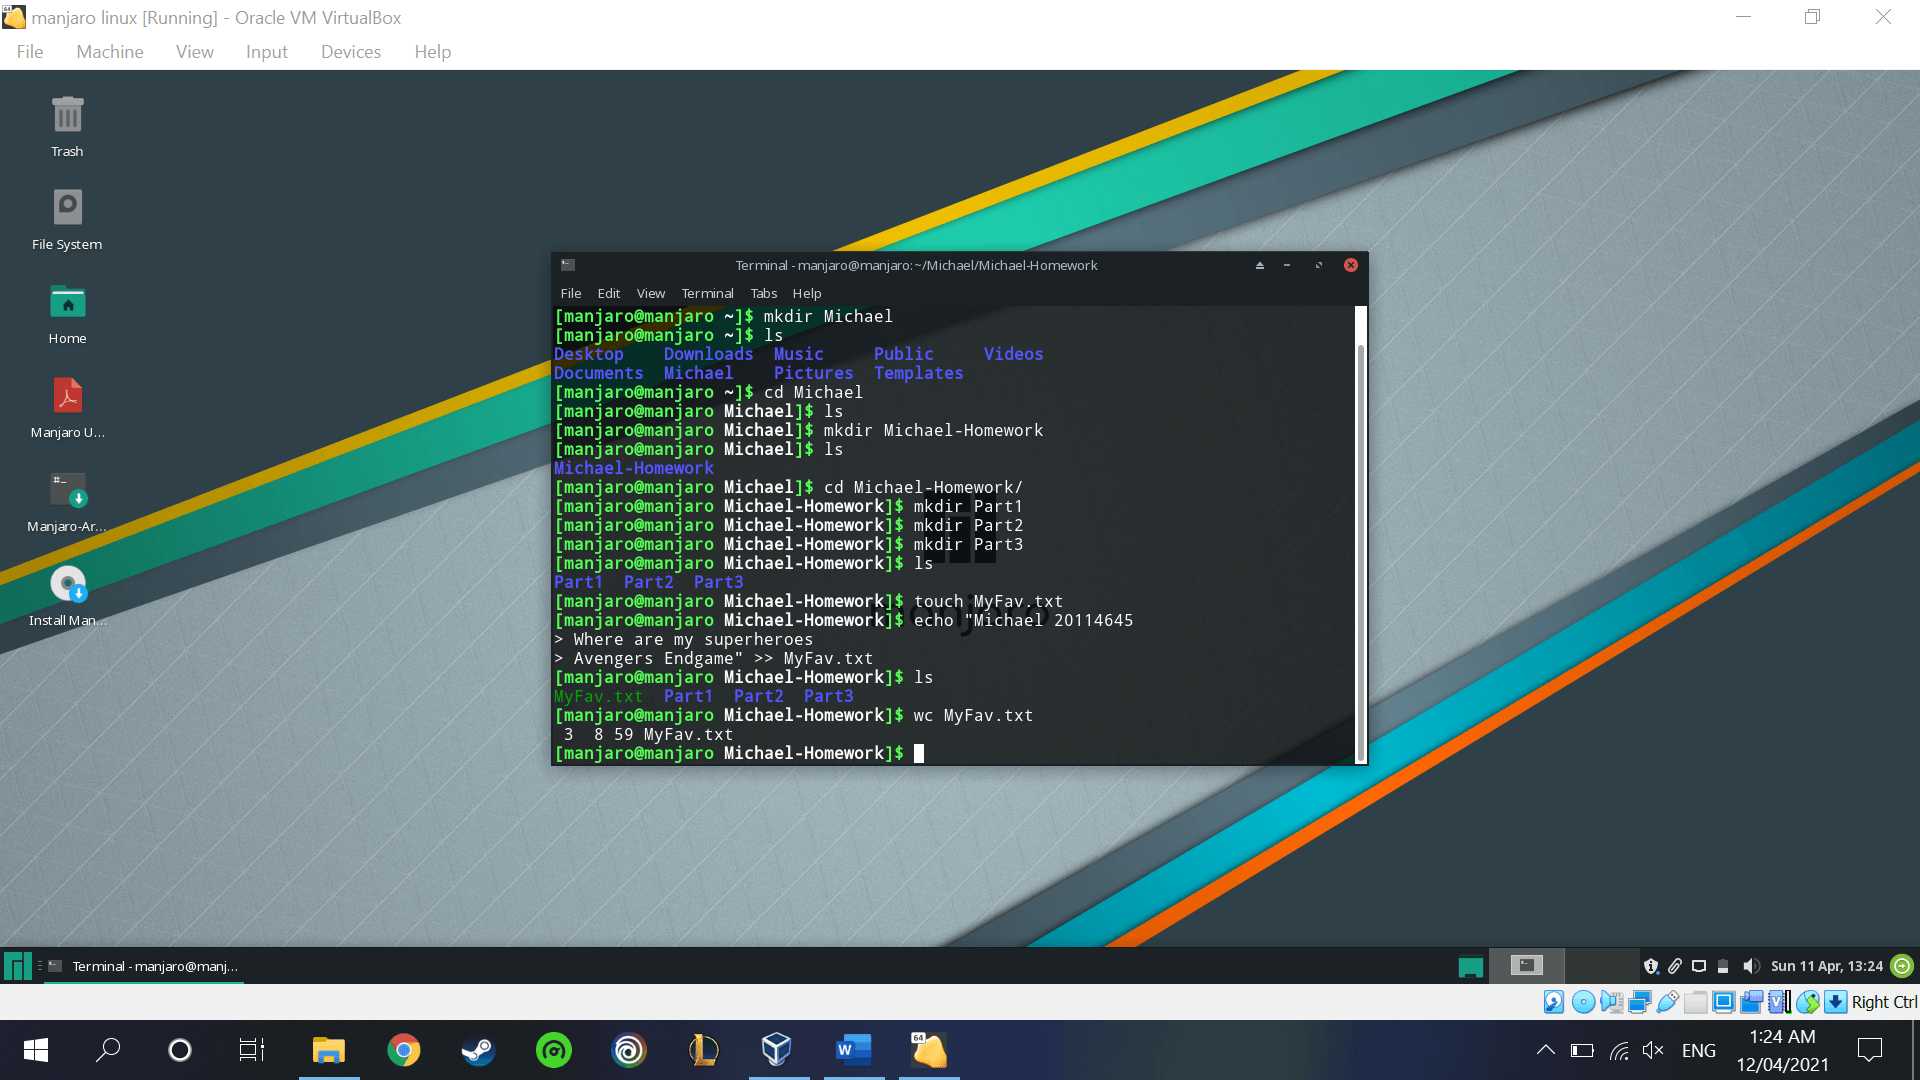 manjaro linux [Running] - Oracle VM VirtualBox
File Machine View Input Devices Help
Trash
File System
Home
Manjaro U...
Manjaro-Ar...
Install Man...
Terminal - manjaro@manjaro:~/Michael/Michael-Homework
File Edit View Terminal Tabs Help
[manjaro@manjaro ~]$ mkdir Michael
[manjaro@manjaro ~]$ ls
Desktop Downloads Music Public Videos
Documents Michael Pictures Templates
[manjaro@manjaro ~]$ cd Michael
[manjaro@manjaro Michael]$ ls
[manjaro@manjaro Michael]$ mkdir Michael-Homework
[manjaro@manjaro Michael]$ ls
Michael-Homework
[manjaro@manjaro Michael]$ cd Michael-Homework/
[manjaro@manjaro Michael-Homework]$ mkdir Part1
[manjaro@manjaro Michael-Homework]$ mkdir Part2
[manjaro@manjaro Michael-Homework]$ mkdir Part3
[manjaro@manjaro Michael-Homework]$ ls
Part1 Part2 Part3
[manjaro@manjaro Michael-Homework]$ touch MyFav.txt
[manjaro@manjaro Michael-Homework]$ echo "Michael 20114645
> Where are my superheroes
> Avengers Endgame" >> MyFav.txt
[manjaro@manjaro Michael-Homework]$ ls
MyFav.txt Part1 Part2 Part3
[manjaro@manjaro Michael-Homework]$ wc MyFav.txt
3 8 59 MyFav.txt
[manjaro@manjaro Michael-Homework]$
manjaro
Terminal - manjaro@manj...
Sun 11 Apr, 13:24
Right Ctrl
64
ENG
1:24 AM
12/04/2021